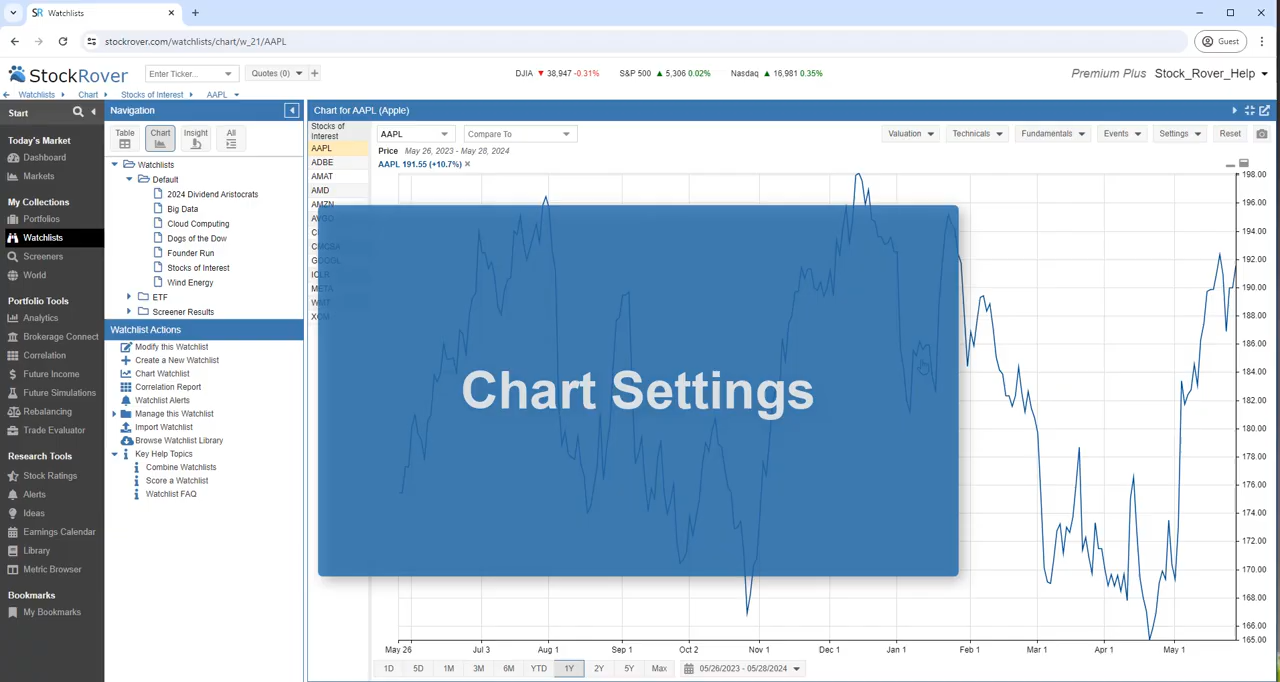 Watchlists
stockrover.com/watchlists/chart/w_21/AAPL
Guest
StockRover
Enter Ticker...
Quotes (0)
DJIA ▼ 38,947 -0.31%
S&P 500 ▲ 5,306 0.02%
Nasdaq ▲ 16,981 0.35%
Premium Plus Stock_Rover_Help
Watchlists
Chart
Stocks of Interest
AAPL
Start
Today's Market
Dashboard
Markets
My Collections
Portfolios
Watchlists
Screeners
World
Portfolio Tools
Analytics
Brokerage Connect
Correlation
Future Income
Future Simulations
Rebalancing
Trade Evaluator
Research Tools
Stock Ratings
Alerts
Ideas
Earnings Calendar
Library
Metric Browser
Bookmarks
My Bookmarks
Navigation
Table
Chart
Insight
All
Watchlists
Default
2024 Dividend Aristocrats
Big Data
Cloud Computing
Dogs of the Dow
Founder Run
Stocks of Interest
Wind Energy
ETF
Screener Results
Watchlist Actions
Modify this Watchlist
Create a New Watchlist
Chart Watchlist
Correlation Report
Watchlist Alerts
Manage this Watchlist
Import Watchlist
Browse Watchlist Library
Key Help Topics
Combine Watchlists
Score a Watchlist
Watchlist FAQ
Chart for AAPL (Apple)
Stocks of
Interest
AAPL
ADBE
AMAT
AMD
AMZN
CMCSA
META
AAPL
Compare To
Valuation
Technicals
Fundamentals
Events
Settings
Reset
Price May 26, 2023 - May 28, 2024
AAPL 191.55 (+10.7%) ×
Chart Settings
198.00
196.00
194.00
192.00
190.00
188.00
186.00
184.00
182.00
180.00
178.00
176.00
174.00
172.00
170.00
168.00
166.00
165.00
May 26
Jul 3
Aug 1
Sep 1
Oct 2
Nov 1
Dec 1
Jan 1
Feb 1
Mar 1
Apr 1
May 1
1D
5D
1M
3M
6M
YTD
1Y
2Y
5Y
Max
05/26/2023 - 05/28/2024